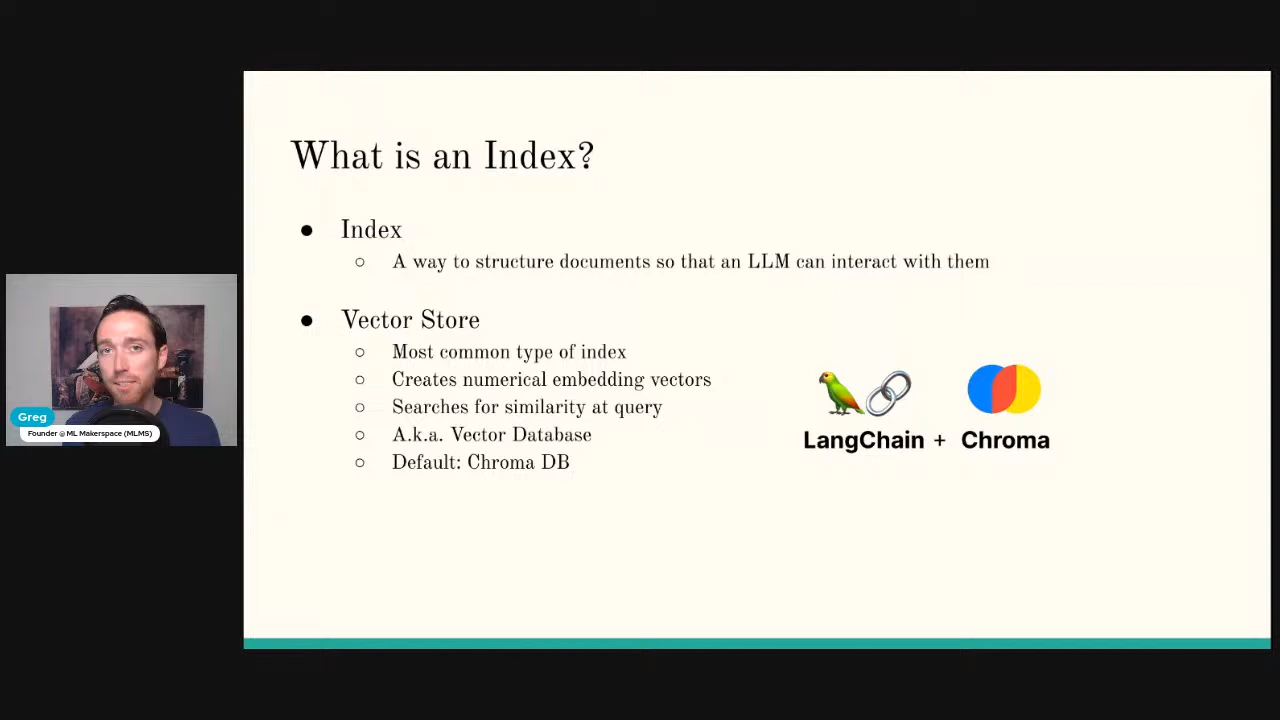 What is an Index?
● Index
○ A way to structure documents so that an LLM can interact with them
● Vector Store
○ Most common type of index
○ Creates numerical embedding vectors
○ Searches for similarity at query
○ A.k.a. Vector Database
○ Default: Chroma DB
LangChain + Chroma
Greg
Founder @ ML Makerspace (MLMS)